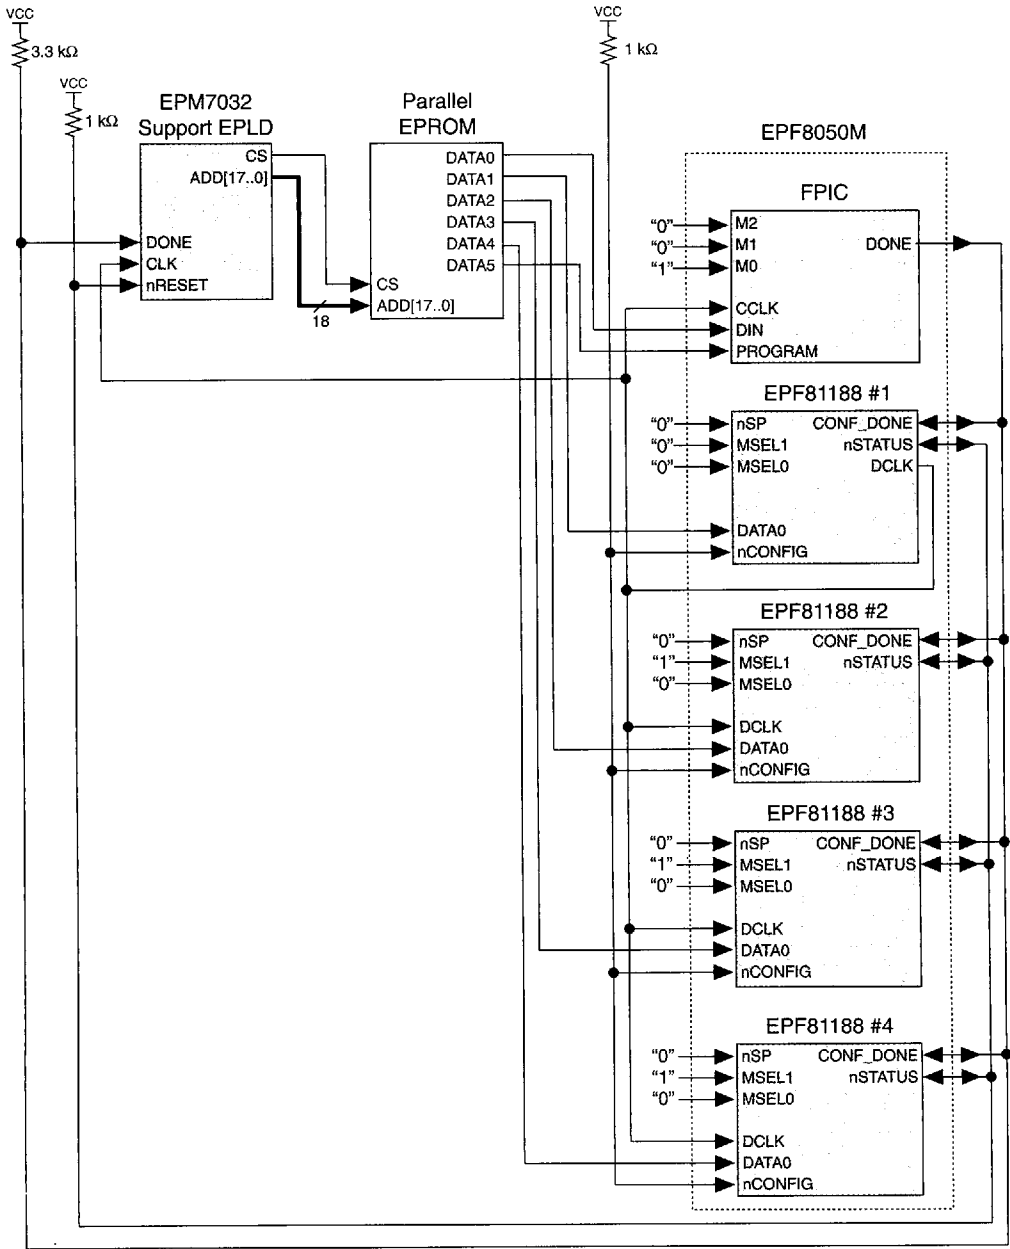 VCC
3.3 kΩ
VCC
1 kΩ
VCC
1 kΩ
EPM7032
Support EPLD
CS
ADD[17..0]
DONE
CLK
nRESET
Parallel
EPROM
DATA0
DATA1
DATA2
DATA3
DATA4
DATA5
CS
ADD[17..0]
18
EPF8050M
FPIC
"0" M2
"0" M1 DONE
"1" M0
CCLK
DIN
PROGRAM
EPF81188 #1
"0" nSP CONF_DONE
"0" MSEL1 nSTATUS
"0" MSEL0 DCLK
DATA0
nCONFIG
EPF81188 #2
"0" nSP CONF_DONE
"1" MSEL1 nSTATUS
"0" MSEL0
DCLK
DATA0
nCONFIG
EPF81188 #3
"0" nSP CONF_DONE
"1" MSEL1 nSTATUS
"0" MSEL0
DCLK
DATA0
nCONFIG
EPF81188 #4
"0" nSP CONF_DONE
"1" MSEL1 nSTATUS
"0" MSEL0
DCLK
DATA0
nCONFIG